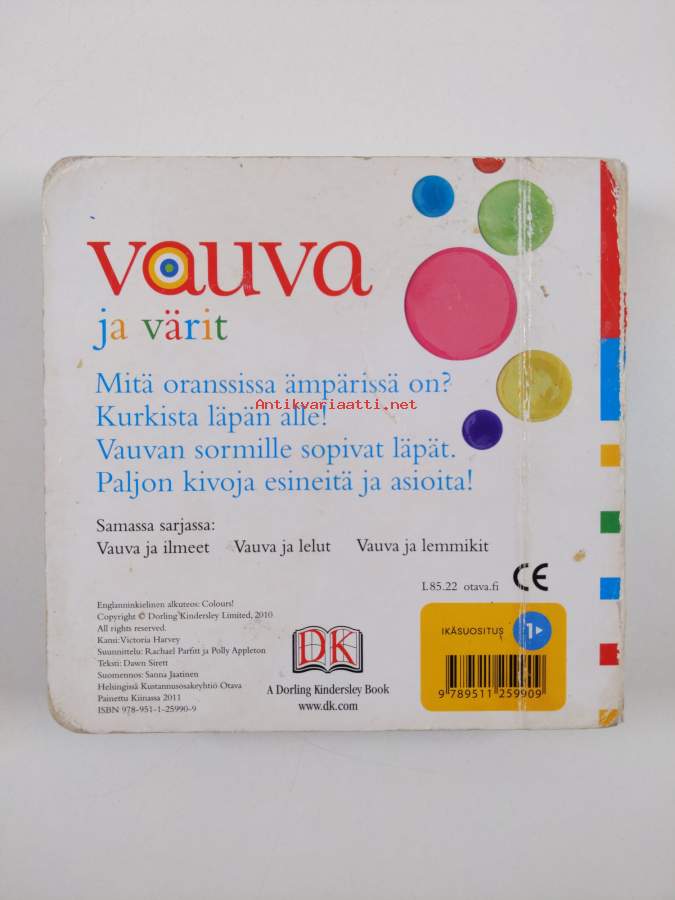 vauva
ja värit
Mitä oranssissa ämpärissä on?
Antikvariaatti.net
Kurkista läpän alle!
Vauvan sormille sopivat läpät.
Paljon kivoja esineitä ja asioita!
Samassa sarjassa:
Vauva ja ilmeet Vauva ja lelut Vauva ja lemmikit
L85.22 otava.fi CE
Englanninkielinen alkuteos: Colours!
Copyright © Dorling Kindersley Limited, 2010
All rights reserved.
Kansi: Victoria Harvey
Suunnittelu: Rachael Parfitt ja Polly Appleton
Teksti: Dawn Sirett
Suomennos: Sanna Jaatinen
Helsingissä Kustannusosakeyhtiö Otava
Painettu Kiinassa 2011
ISBN 978-951-1-25990-9
DK
A Dorling Kindersley Book
www.dk.com
IKÄSUOSITUS 1
9 789511 259909